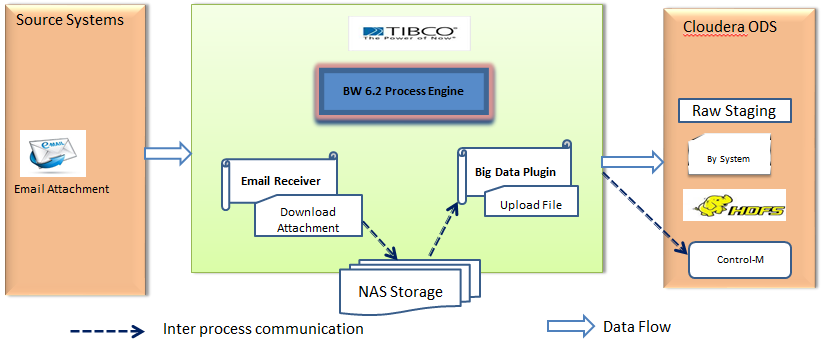 Source Systems
E-MAIL
Email Attachment
TIBCO®
The Power of Now®
BW 6.2 Process Engine
Email Receiver
Download
Attachment
Big Data Plugin
Upload File
NAS Storage
Cloudera ODS
Raw Staging
By System
HDFS
Control-M
Inter process communication
Data Flow